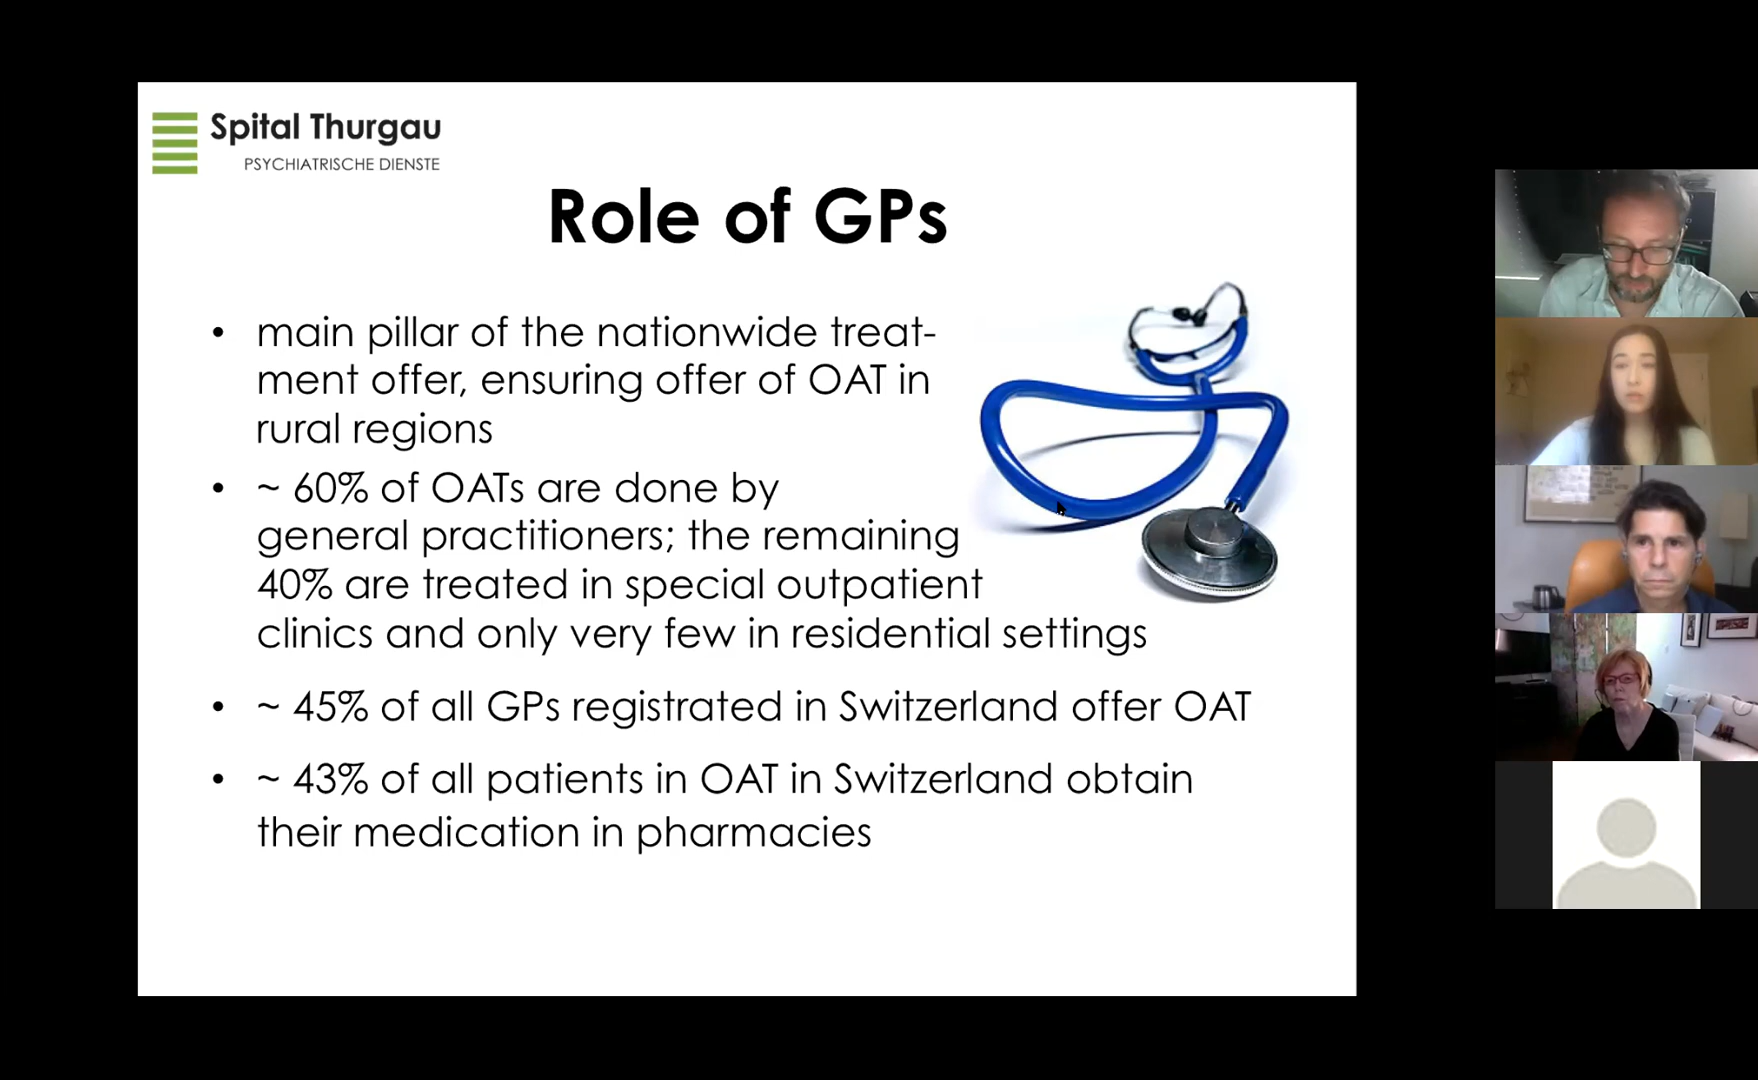 Spital Thurgau
PSYCHIATRISCHE DIENSTE
Role of GPs
• main pillar of the nationwide treat-
ment offer, ensuring offer of OAT in
rural regions
• ~ 60% of OATs are done by
general practitioners; the remaining
40% are treated in special outpatient
clinics and only very few in residential settings
• ~ 45% of all GPs registrated in Switzerland offer OAT
• ~ 43% of all patients in OAT in Switzerland obtain
their medication in pharmacies